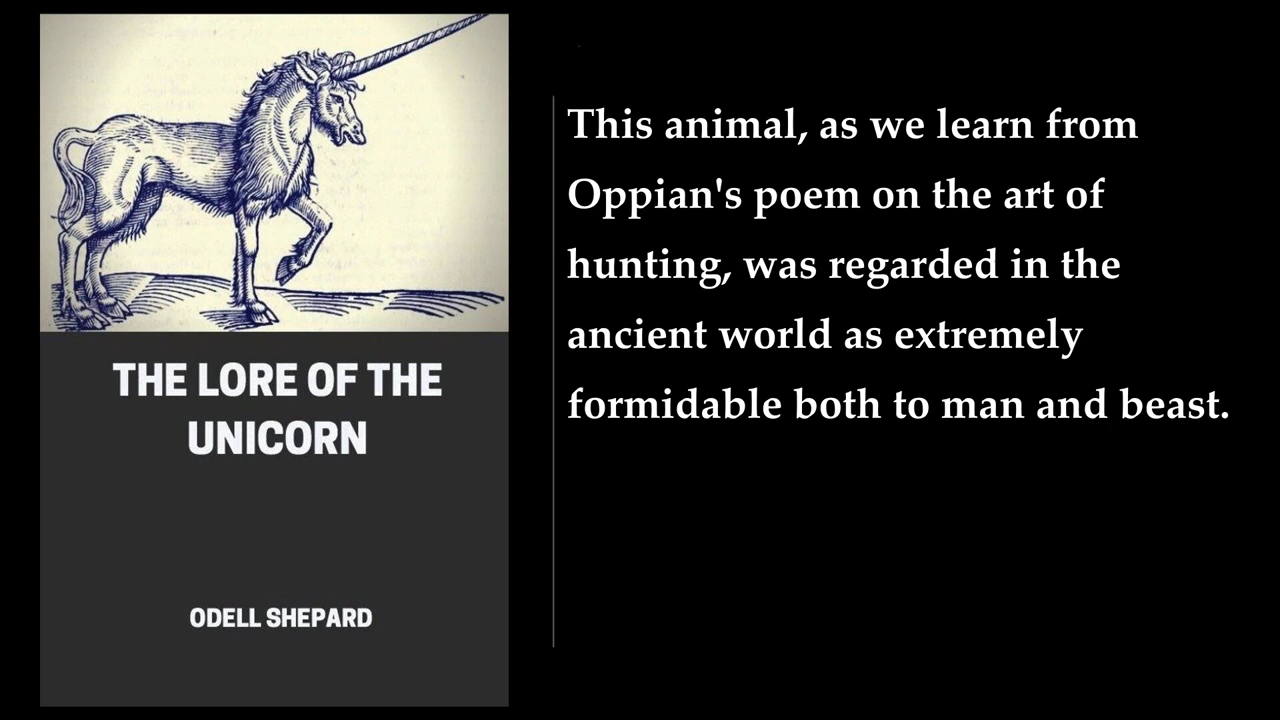 THE LORE OF THE
UNICORN
ODELL SHEPARD
This animal, as we learn from
Oppian's poem on the art of
hunting, was regarded in the
ancient world as extremely
formidable both to man and beast.